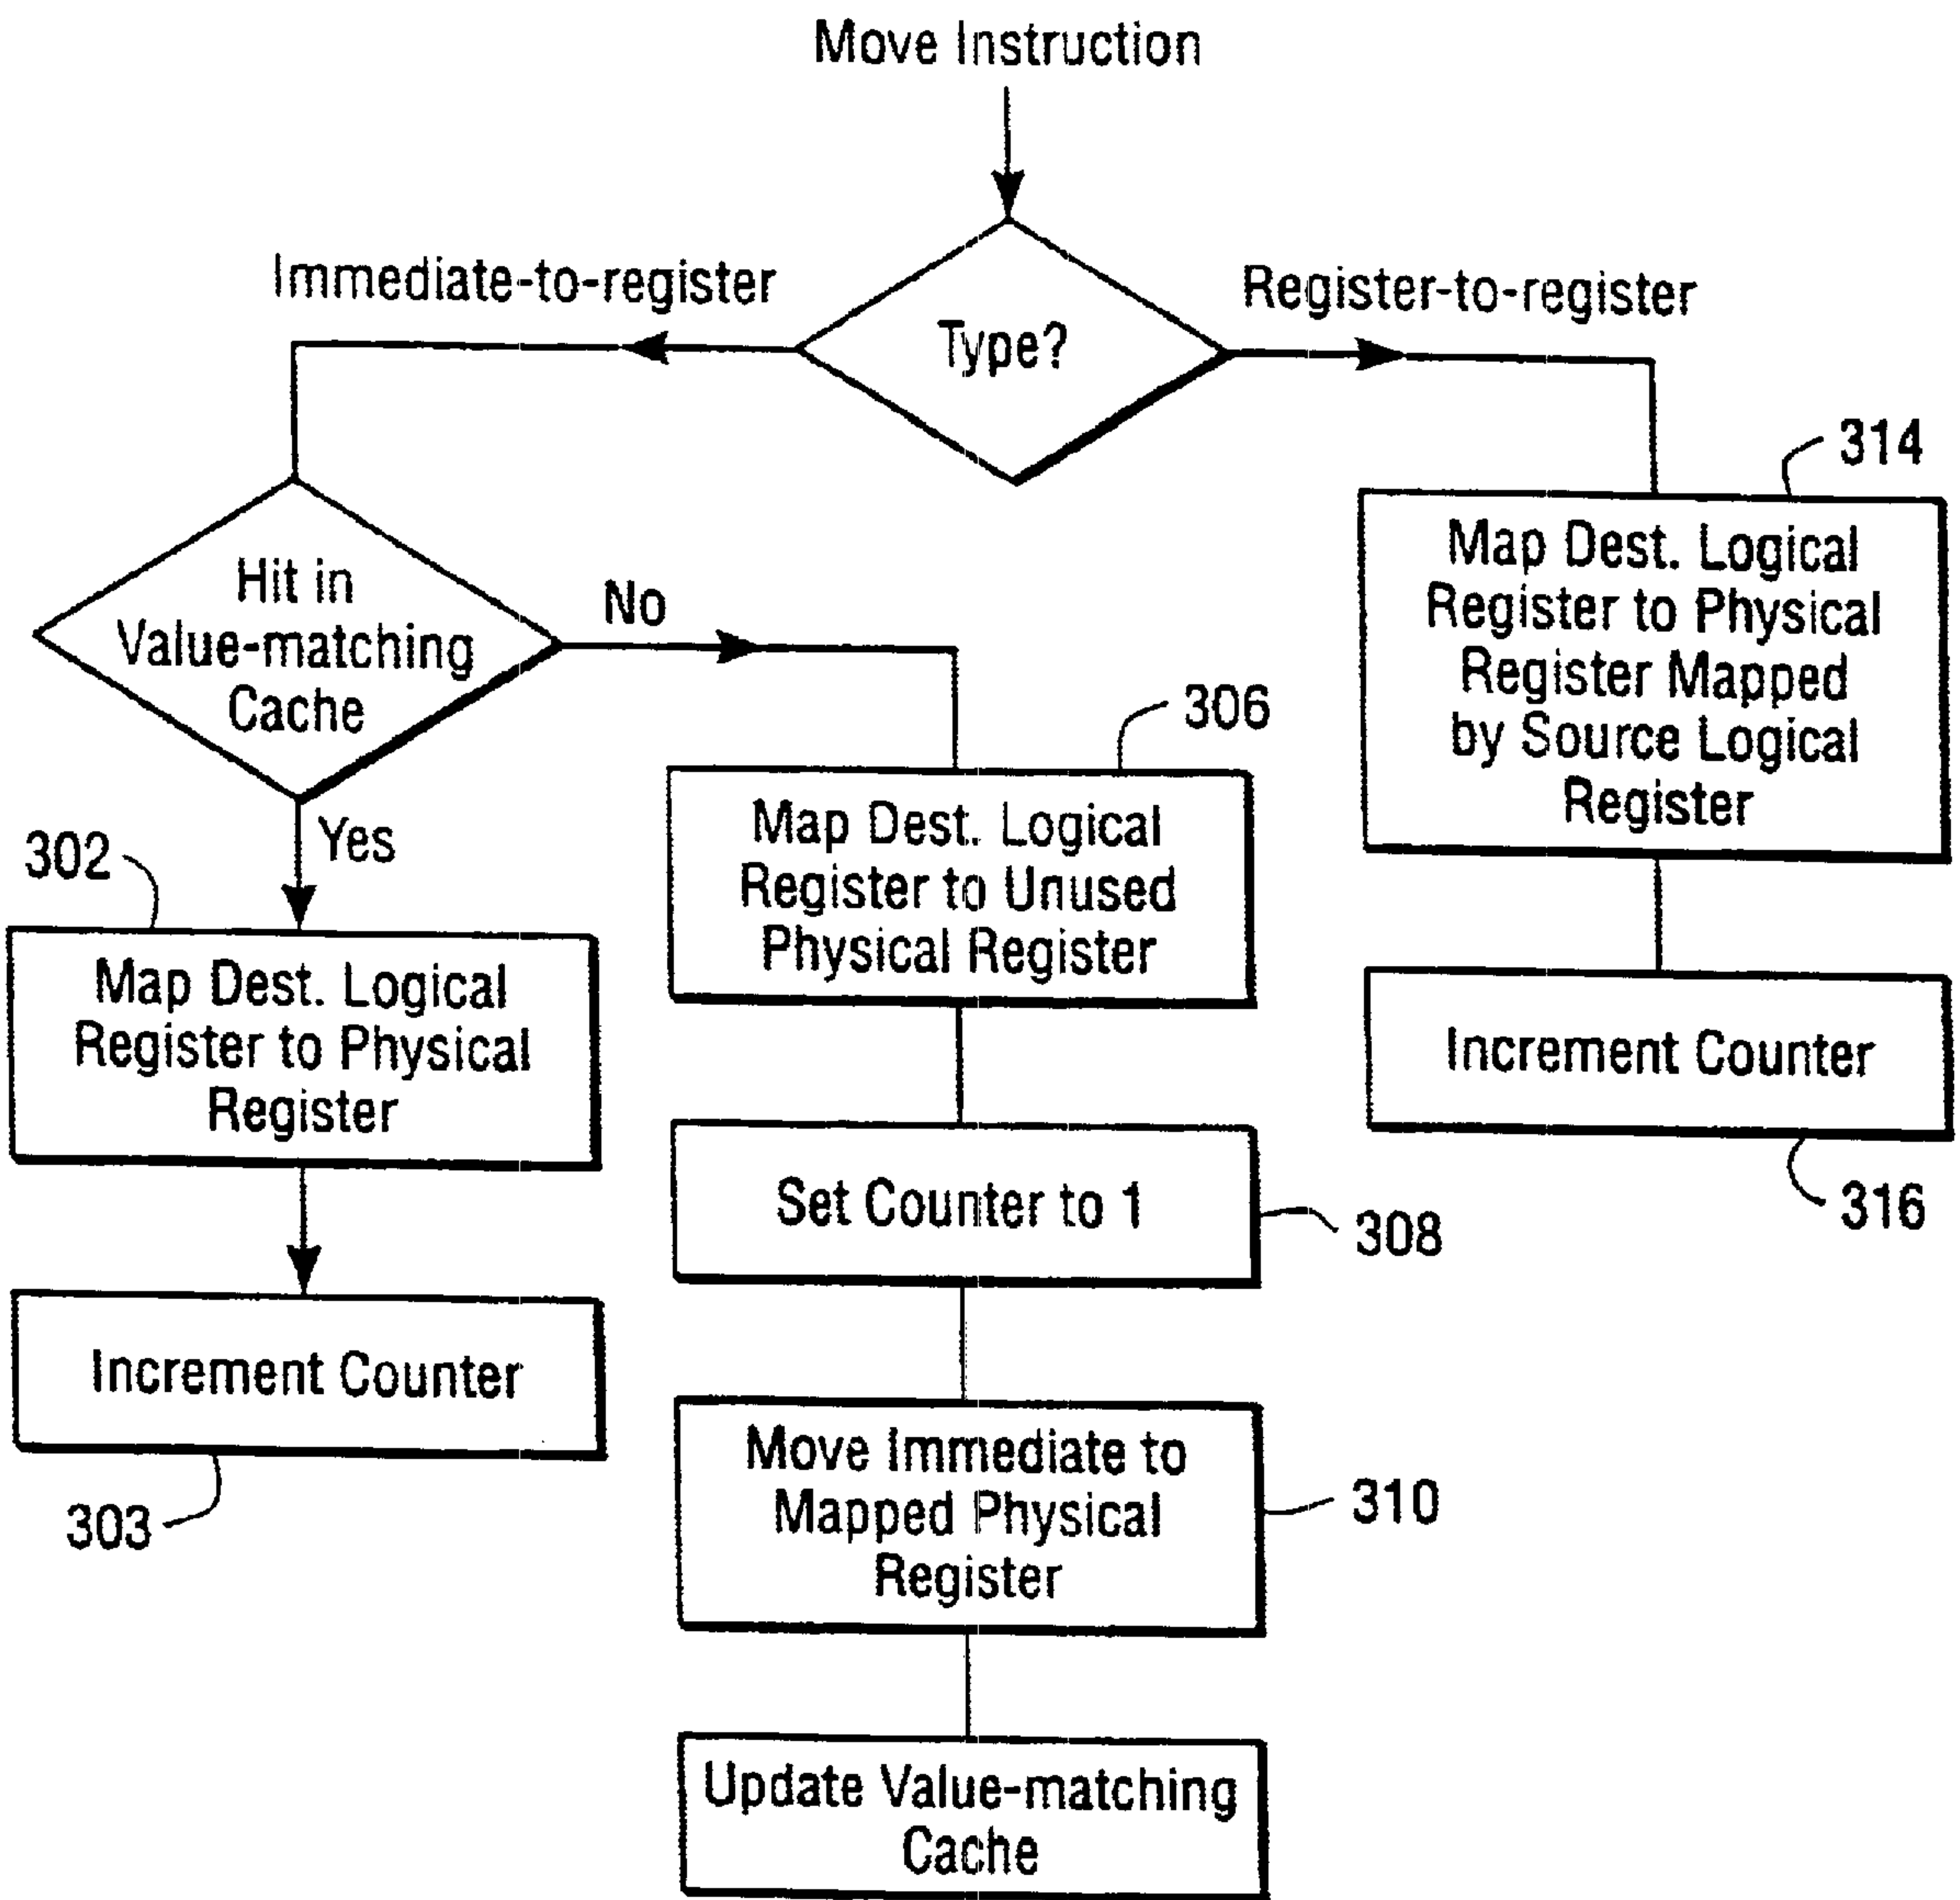 Move Instruction
Immediate-to-register
Type?
Register-to-register
Hit in
Value-matching
Cache
No
Yes
302
Map Dest. Logical
Register to Physical
Register
Increment Counter
303
306
Map Dest. Logical
Register to Unused
Physical Register
Set Counter to 1
308
Move Immediate to
Mapped Physical
Register
310
Update Value-matching
Cache
314
Map Dest. Logical
Register to Physical
Register Mapped
by Source Logical
Register
Increment Counter
316